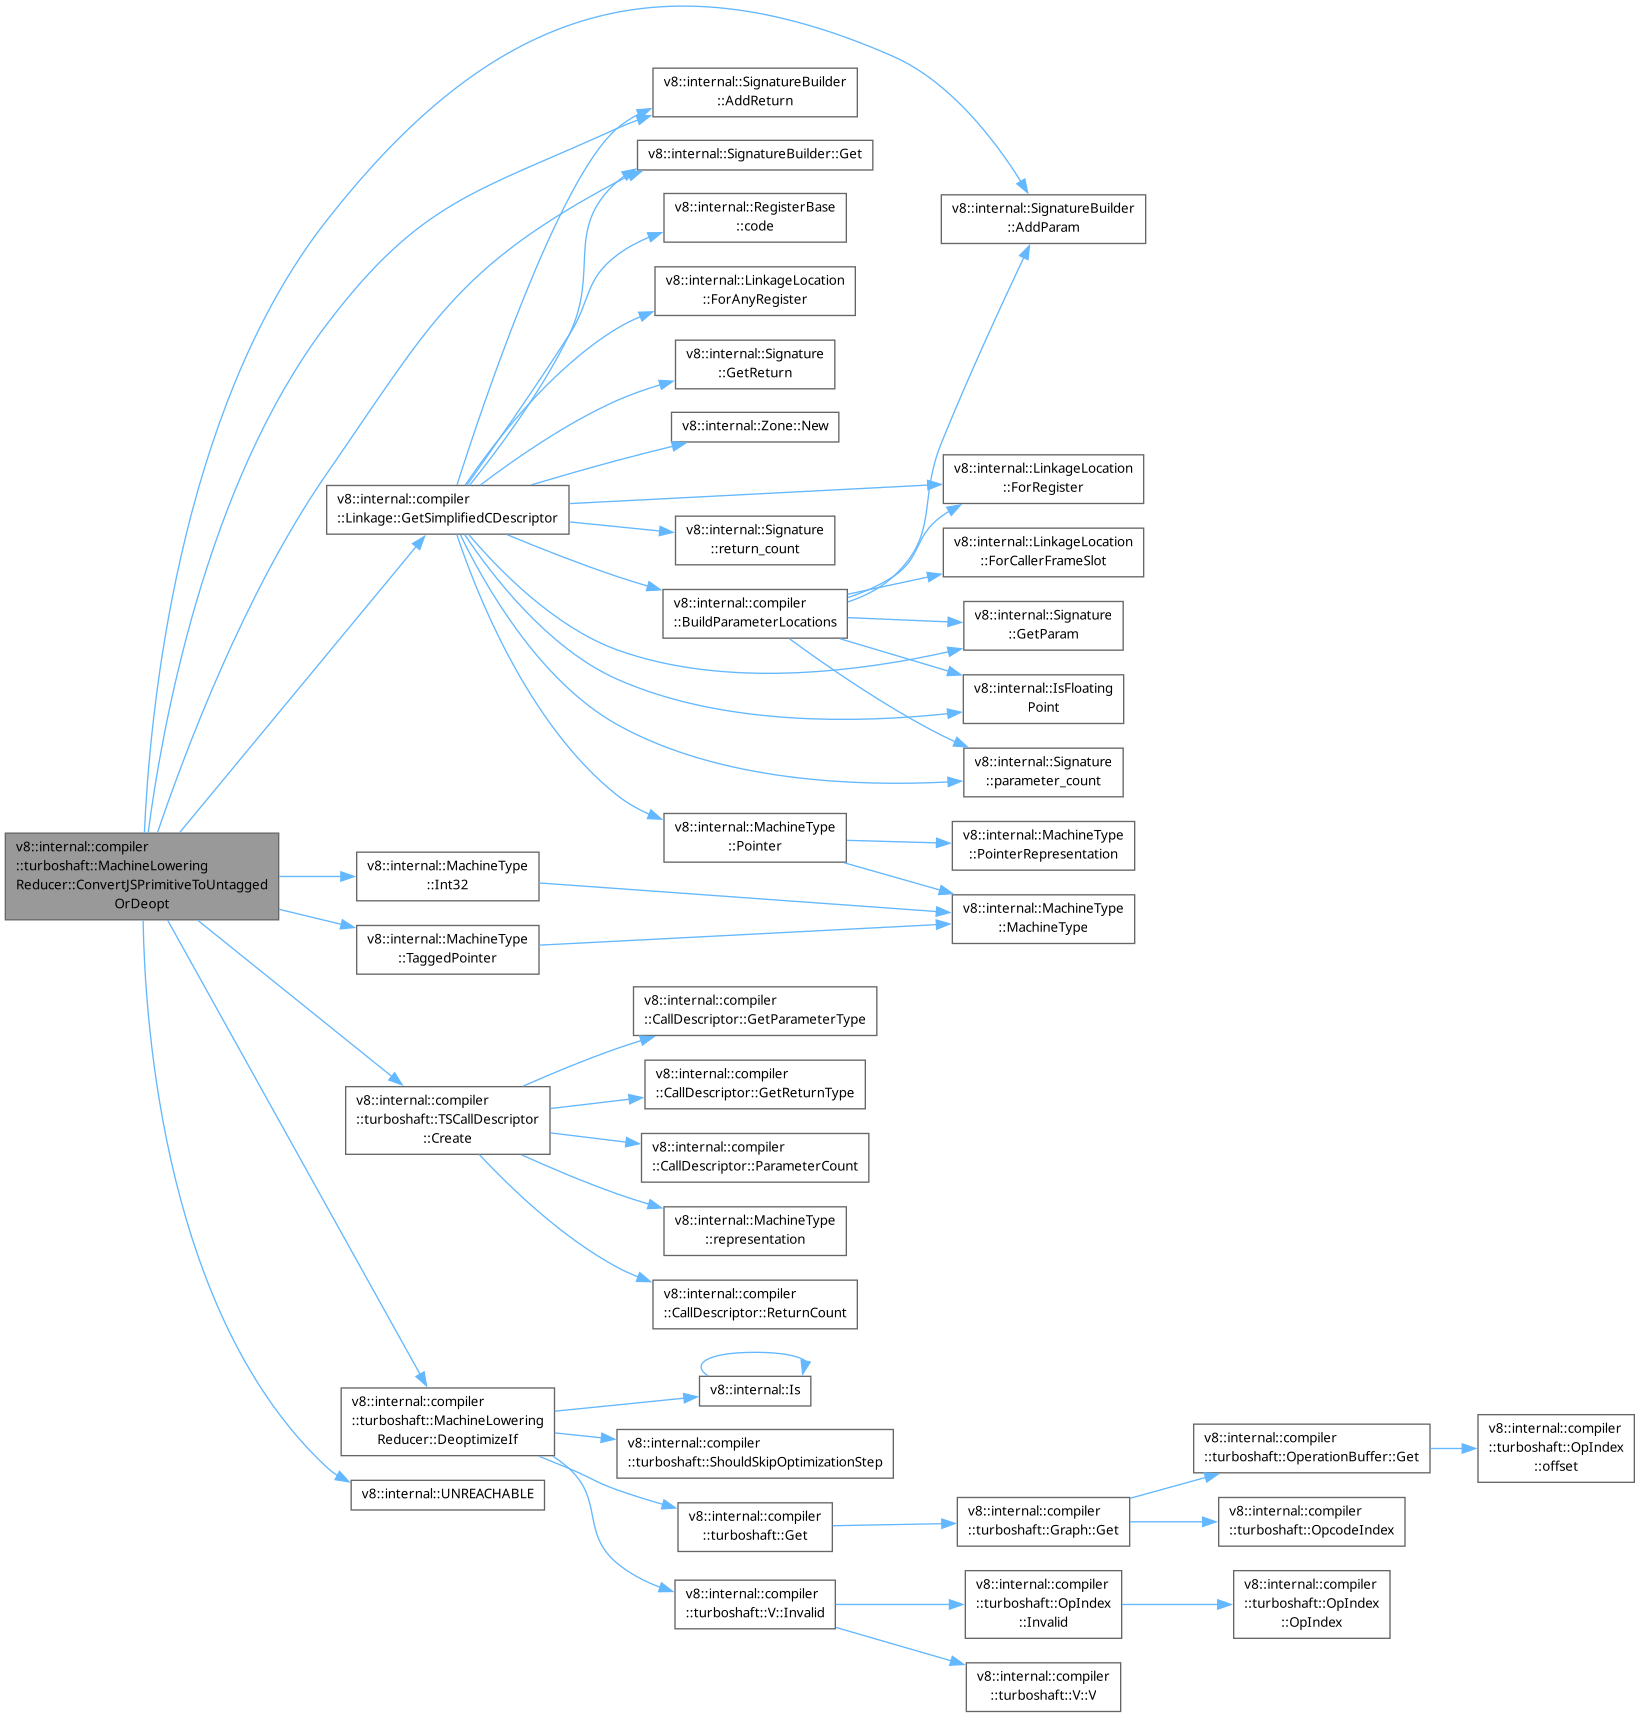 v8::internal::SignatureBuilder
::AddReturn
v8::internal::SignatureBuilder::Get
v8::internal::RegisterBase
::code
v8::internal::SignatureBuilder
::AddParam
v8::internal::LinkageLocation
::ForAnyRegister
v8::internal::Signature
::GetReturn
v8::internal::Zone::New
v8::internal::LinkageLocation
::ForRegister
v8::internal::compiler
::Linkage::GetSimplifiedCDescriptor
v8::internal::Signature
::return_count
v8::internal::LinkageLocation
::ForCallerFrameSlot
v8::internal::compiler
::BuildParameterLocations
v8::internal::Signature
::GetParam
v8::internal::IsFloating
Point
v8::internal::Signature
::parameter_count
v8::internal::MachineType
::Pointer
v8::internal::MachineType
::PointerRepresentation
v8::internal::compiler
::turboshaft::MachineLowering
Reducer::ConvertJSPrimitiveToUntagged
OrDeopt
v8::internal::MachineType
::Int32
v8::internal::MachineType
::MachineType
v8::internal::MachineType
::TaggedPointer
v8::internal::compiler
::CallDescriptor::GetParameterType
v8::internal::compiler
::CallDescriptor::GetReturnType
v8::internal::compiler
::turboshaft::TSCallDescriptor
::Create
v8::internal::compiler
::CallDescriptor::ParameterCount
v8::internal::MachineType
::representation
v8::internal::compiler
::CallDescriptor::ReturnCount
v8::internal::Is
v8::internal::compiler
::turboshaft::MachineLowering
Reducer::DeoptimizeIf
v8::internal::compiler
::turboshaft::ShouldSkipOptimizationStep
v8::internal::compiler
::turboshaft::OperationBuffer::Get
v8::internal::compiler
::turboshaft::OpIndex
::offset
v8::internal::UNREACHABLE
v8::internal::compiler
::turboshaft::Get
v8::internal::compiler
::turboshaft::Graph::Get
v8::internal::compiler
::turboshaft::OpcodeIndex
v8::internal::compiler
::turboshaft::V::Invalid
v8::internal::compiler
::turboshaft::OpIndex
::Invalid
v8::internal::compiler
::turboshaft::OpIndex
::OpIndex
v8::internal::compiler
::turboshaft::V::V